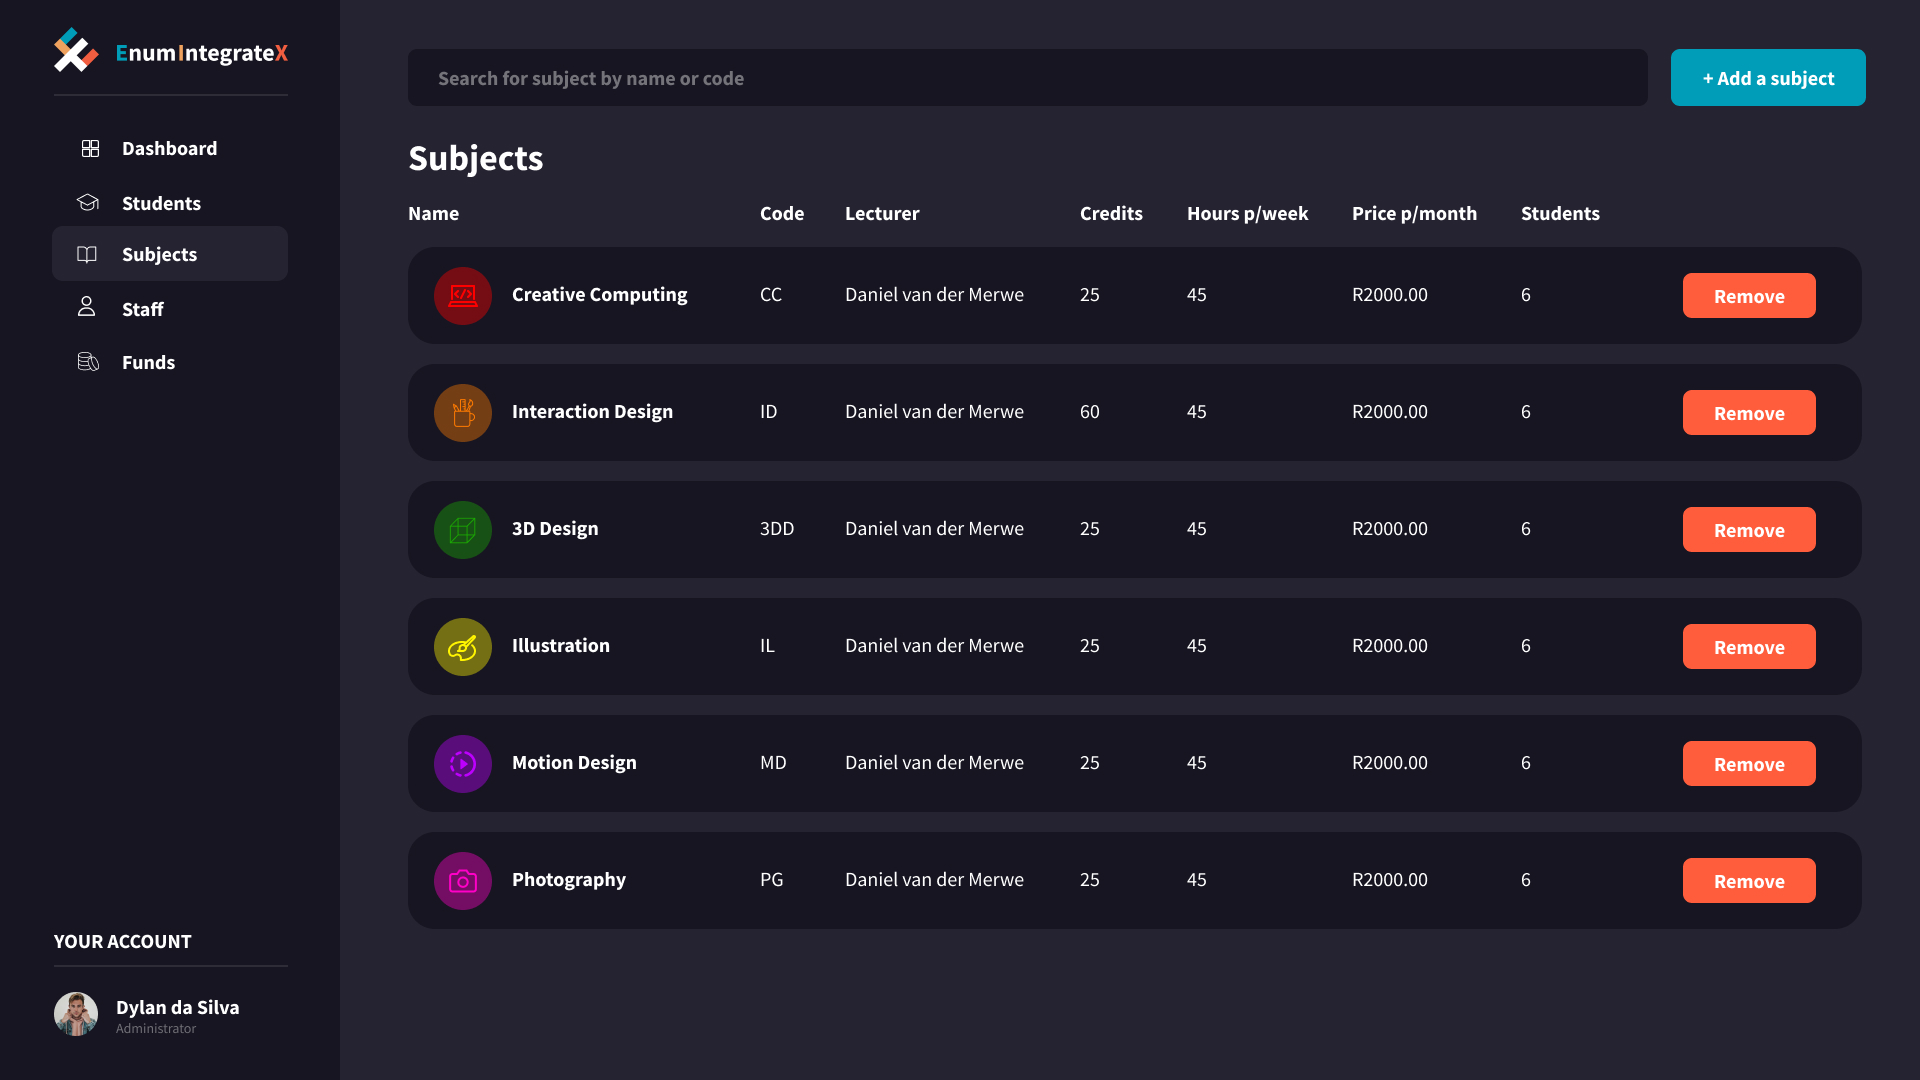 EnumIntegrateX
Dashboard
Students
Subjects
Staff
Funds
YOUR ACCOUNT
Dylan da Silva
Administrator
Search for subject by name or code
+ Add a subject
Subjects
Name Code Lecturer Credits Hours p/week Price p/month Students
Creative Computing CC Daniel van der Merwe 25 45 R2000.00 6 Remove
Interaction Design ID Daniel van der Merwe 60 45 R2000.00 6 Remove
3D Design 3DD Daniel van der Merwe 25 45 R2000.00 6 Remove
Illustration IL Daniel van der Merwe 25 45 R2000.00 6 Remove
Motion Design MD Daniel van der Merwe 25 45 R2000.00 6 Remove
Photography PG Daniel van der Merwe 25 45 R2000.00 6 Remove